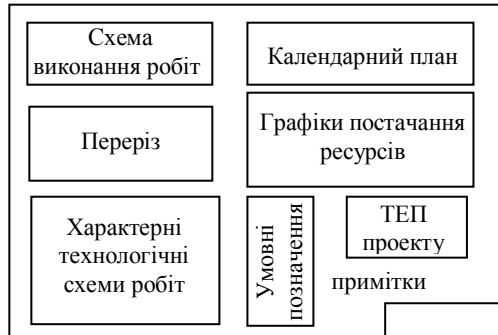 Схема
виконання робіт
Календарний план
Переріз
Графіки постачання
ресурсів
Характерні
технологічні
схеми робіт
Умовні
позначення
ТЕП
проекту
примітки